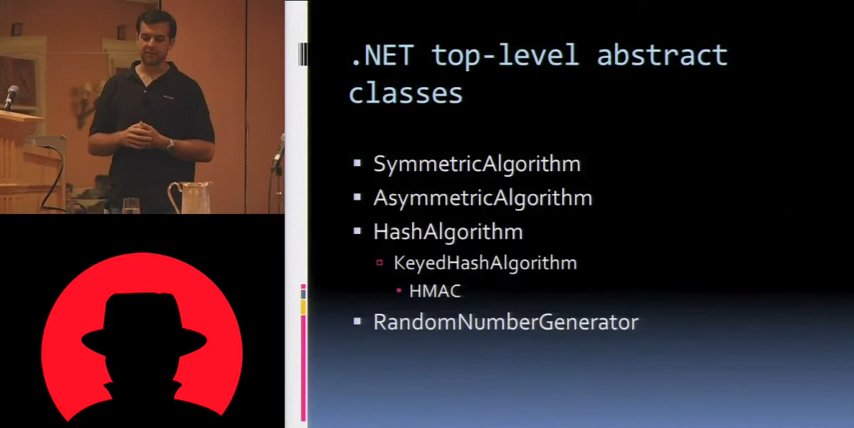 .NET top-level abstract
classes
SymmetricAlgorithm
AsymmetricAlgorithm
HashAlgorithm
KeyedHashAlgorithm
HMAC
RandomNumberGenerator